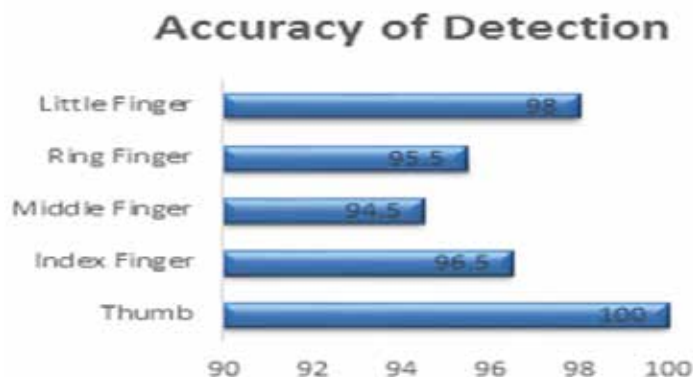 Accuracy of Detection
Little Finger 98
Ring Finger 95.5
Middle Finger 94.5
Index Finger 96.5
Thumb 100
90 92 94 96 98 100